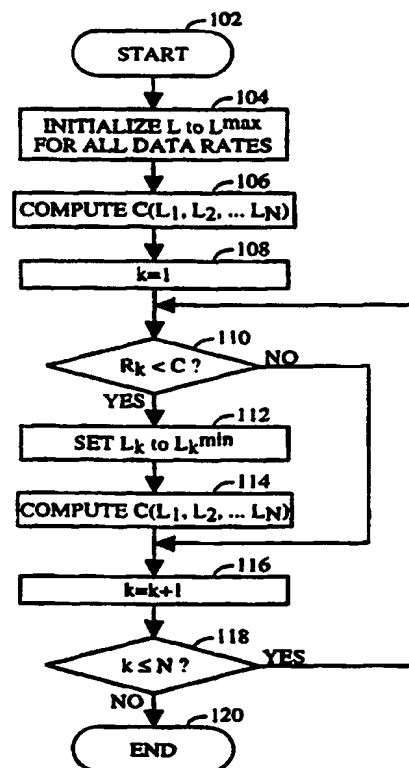 102
START
104
INITIALIZE L to L^max
FOR ALL DATA RATES
106
COMPUTE C(L1, L2, ... LN)
108
k=1
110
Rk < C ?
NO
YES
112
SET Lk to Lk^min
114
COMPUTE C(L1, L2, ... LN)
116
k=k+1
118
k ≤ N ?
YES
NO
120
END